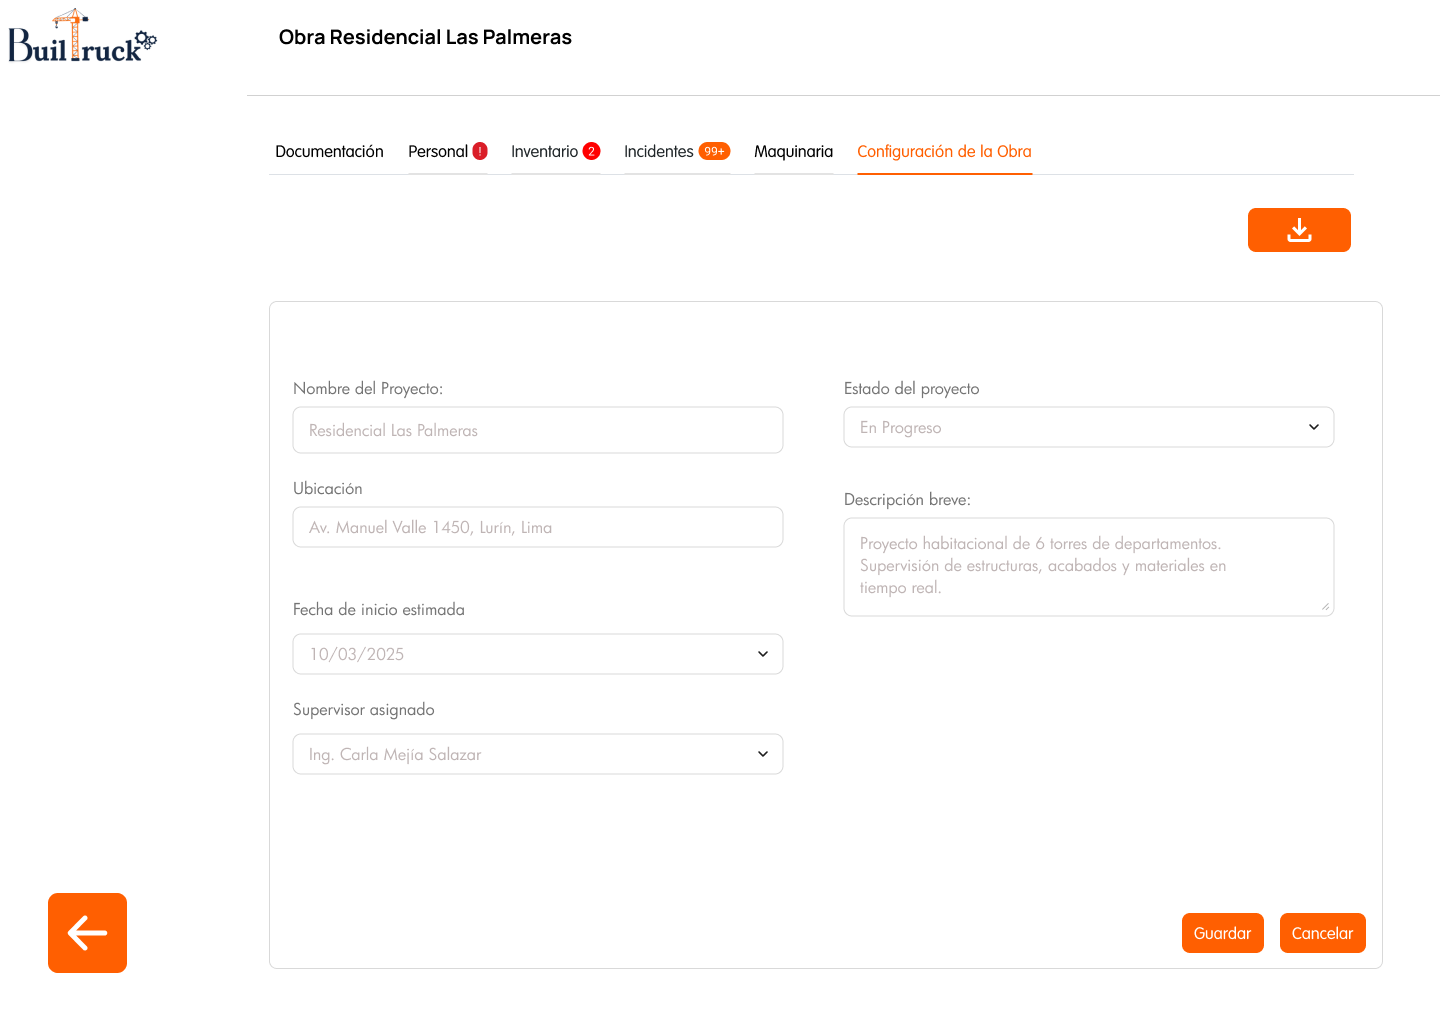 BuilTruck
Obra Residencial Las Palmeras
Documentación Personal ! Inventario 2 Incidentes 99+ Maquinaria Configuración de la Obra
Nombre del Proyecto:
Residencial Las Palmeras
Ubicación
Av. Manuel Valle 1450, Lurín, Lima
Fecha de inicio estimada
10/03/2025
Supervisor asignado
Ing. Carla Mejía Salazar
Estado del proyecto
En Progreso
Descripción breve:
Proyecto habitacional de 6 torres de departamentos.
Supervisión de estructuras, acabados y materiales en
tiempo real.
Guardar Cancelar